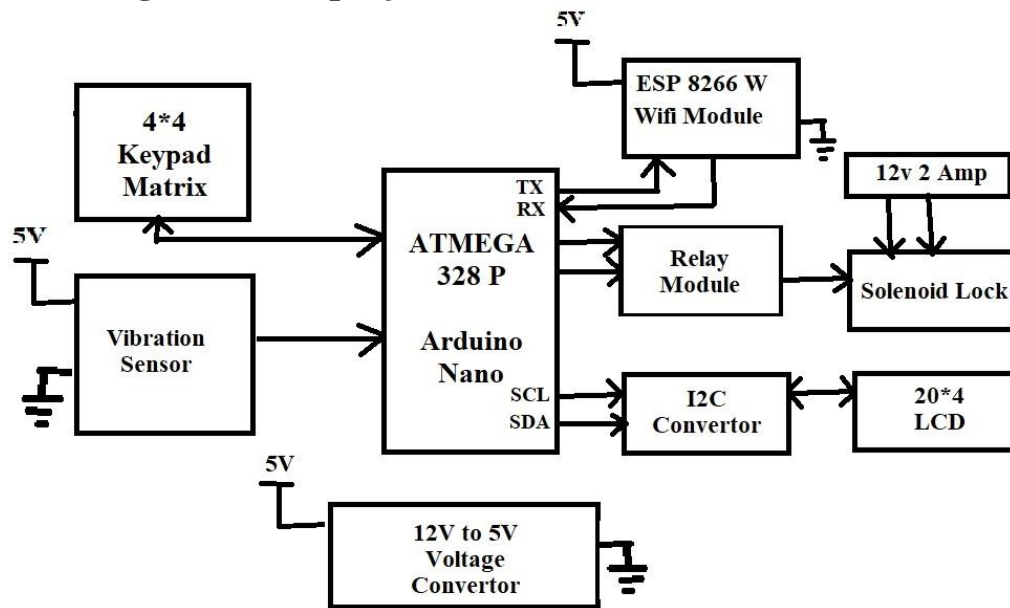 5V
ESP 8266 W
Wifi Module
4*4
Keypad
Matrix
12v 2 Amp
TX
RX
5V
ATMEGA
328 P
Relay
Module
Solenoid Lock
Vibration
Sensor
Arduino
Nano
SCL
SDA
I2C
Convertor
20*4
LCD
5V
12V to 5V
Voltage
Convertor